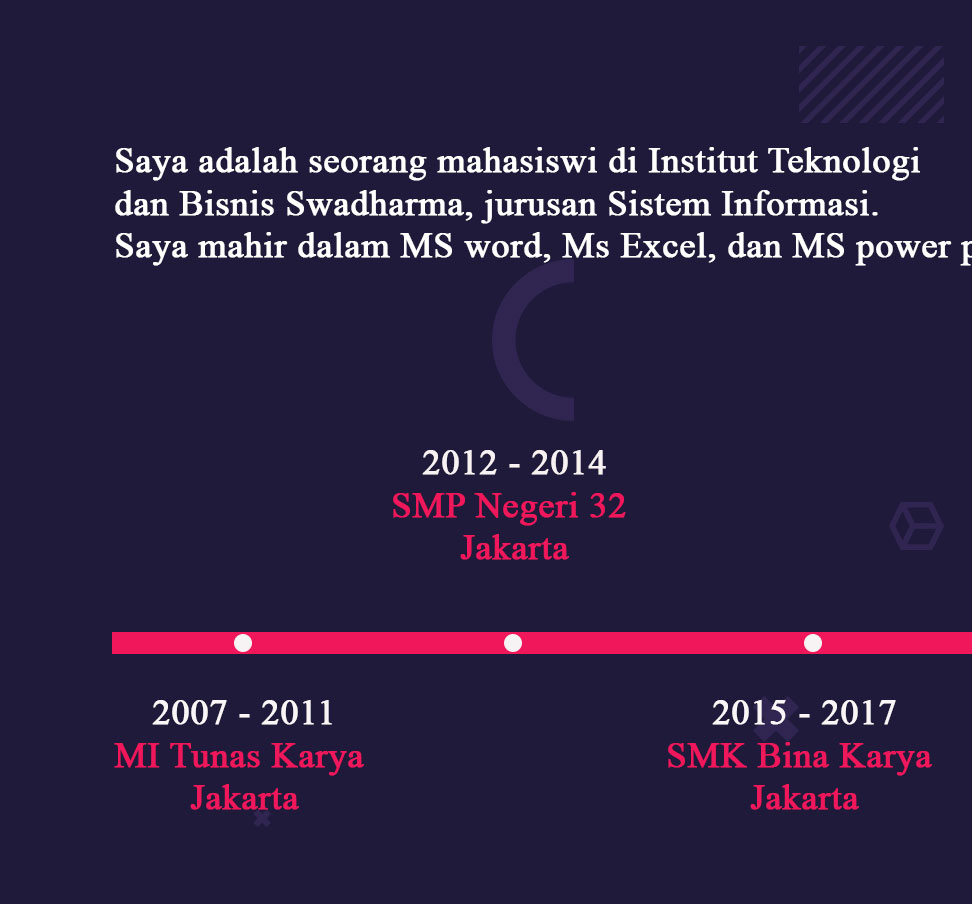 Saya adalah seorang mahasiswi di Institut Teknologi
dan Bisnis Swadharma, jurusan Sistem Informasi.
Saya mahir dalam MS word, Ms Excel, dan MS power
2012 - 2014
SMP Negeri 32
Jakarta
2007 - 2011
MI Tunas Karya
Jakarta
2015 - 2017
SMK Bina Karya
Jakarta